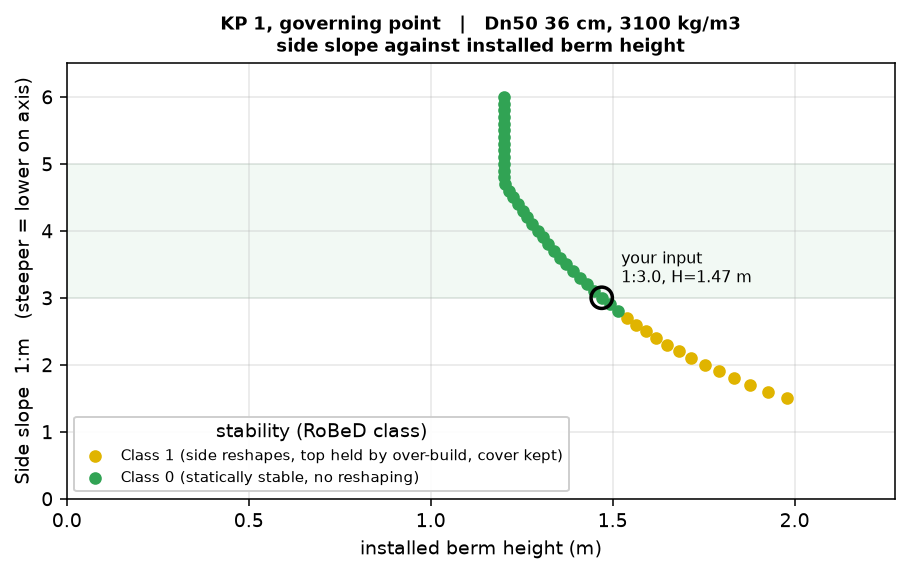 KP 1, governing point   |   Dn50 36 cm, 3100 kg/m3
side slope against installed berm height
Side slope  1:m   (steeper = lower on axis)
6
5
4
3
2
1
0
your input
1:3.0, H=1.47 m
stability (RoBeD class)
Class 1 (side reshapes, top held by over-build, cover kept)
Class 0 (statically stable, no reshaping)
0.0 0.5 1.0 1.5 2.0
installed berm height (m)